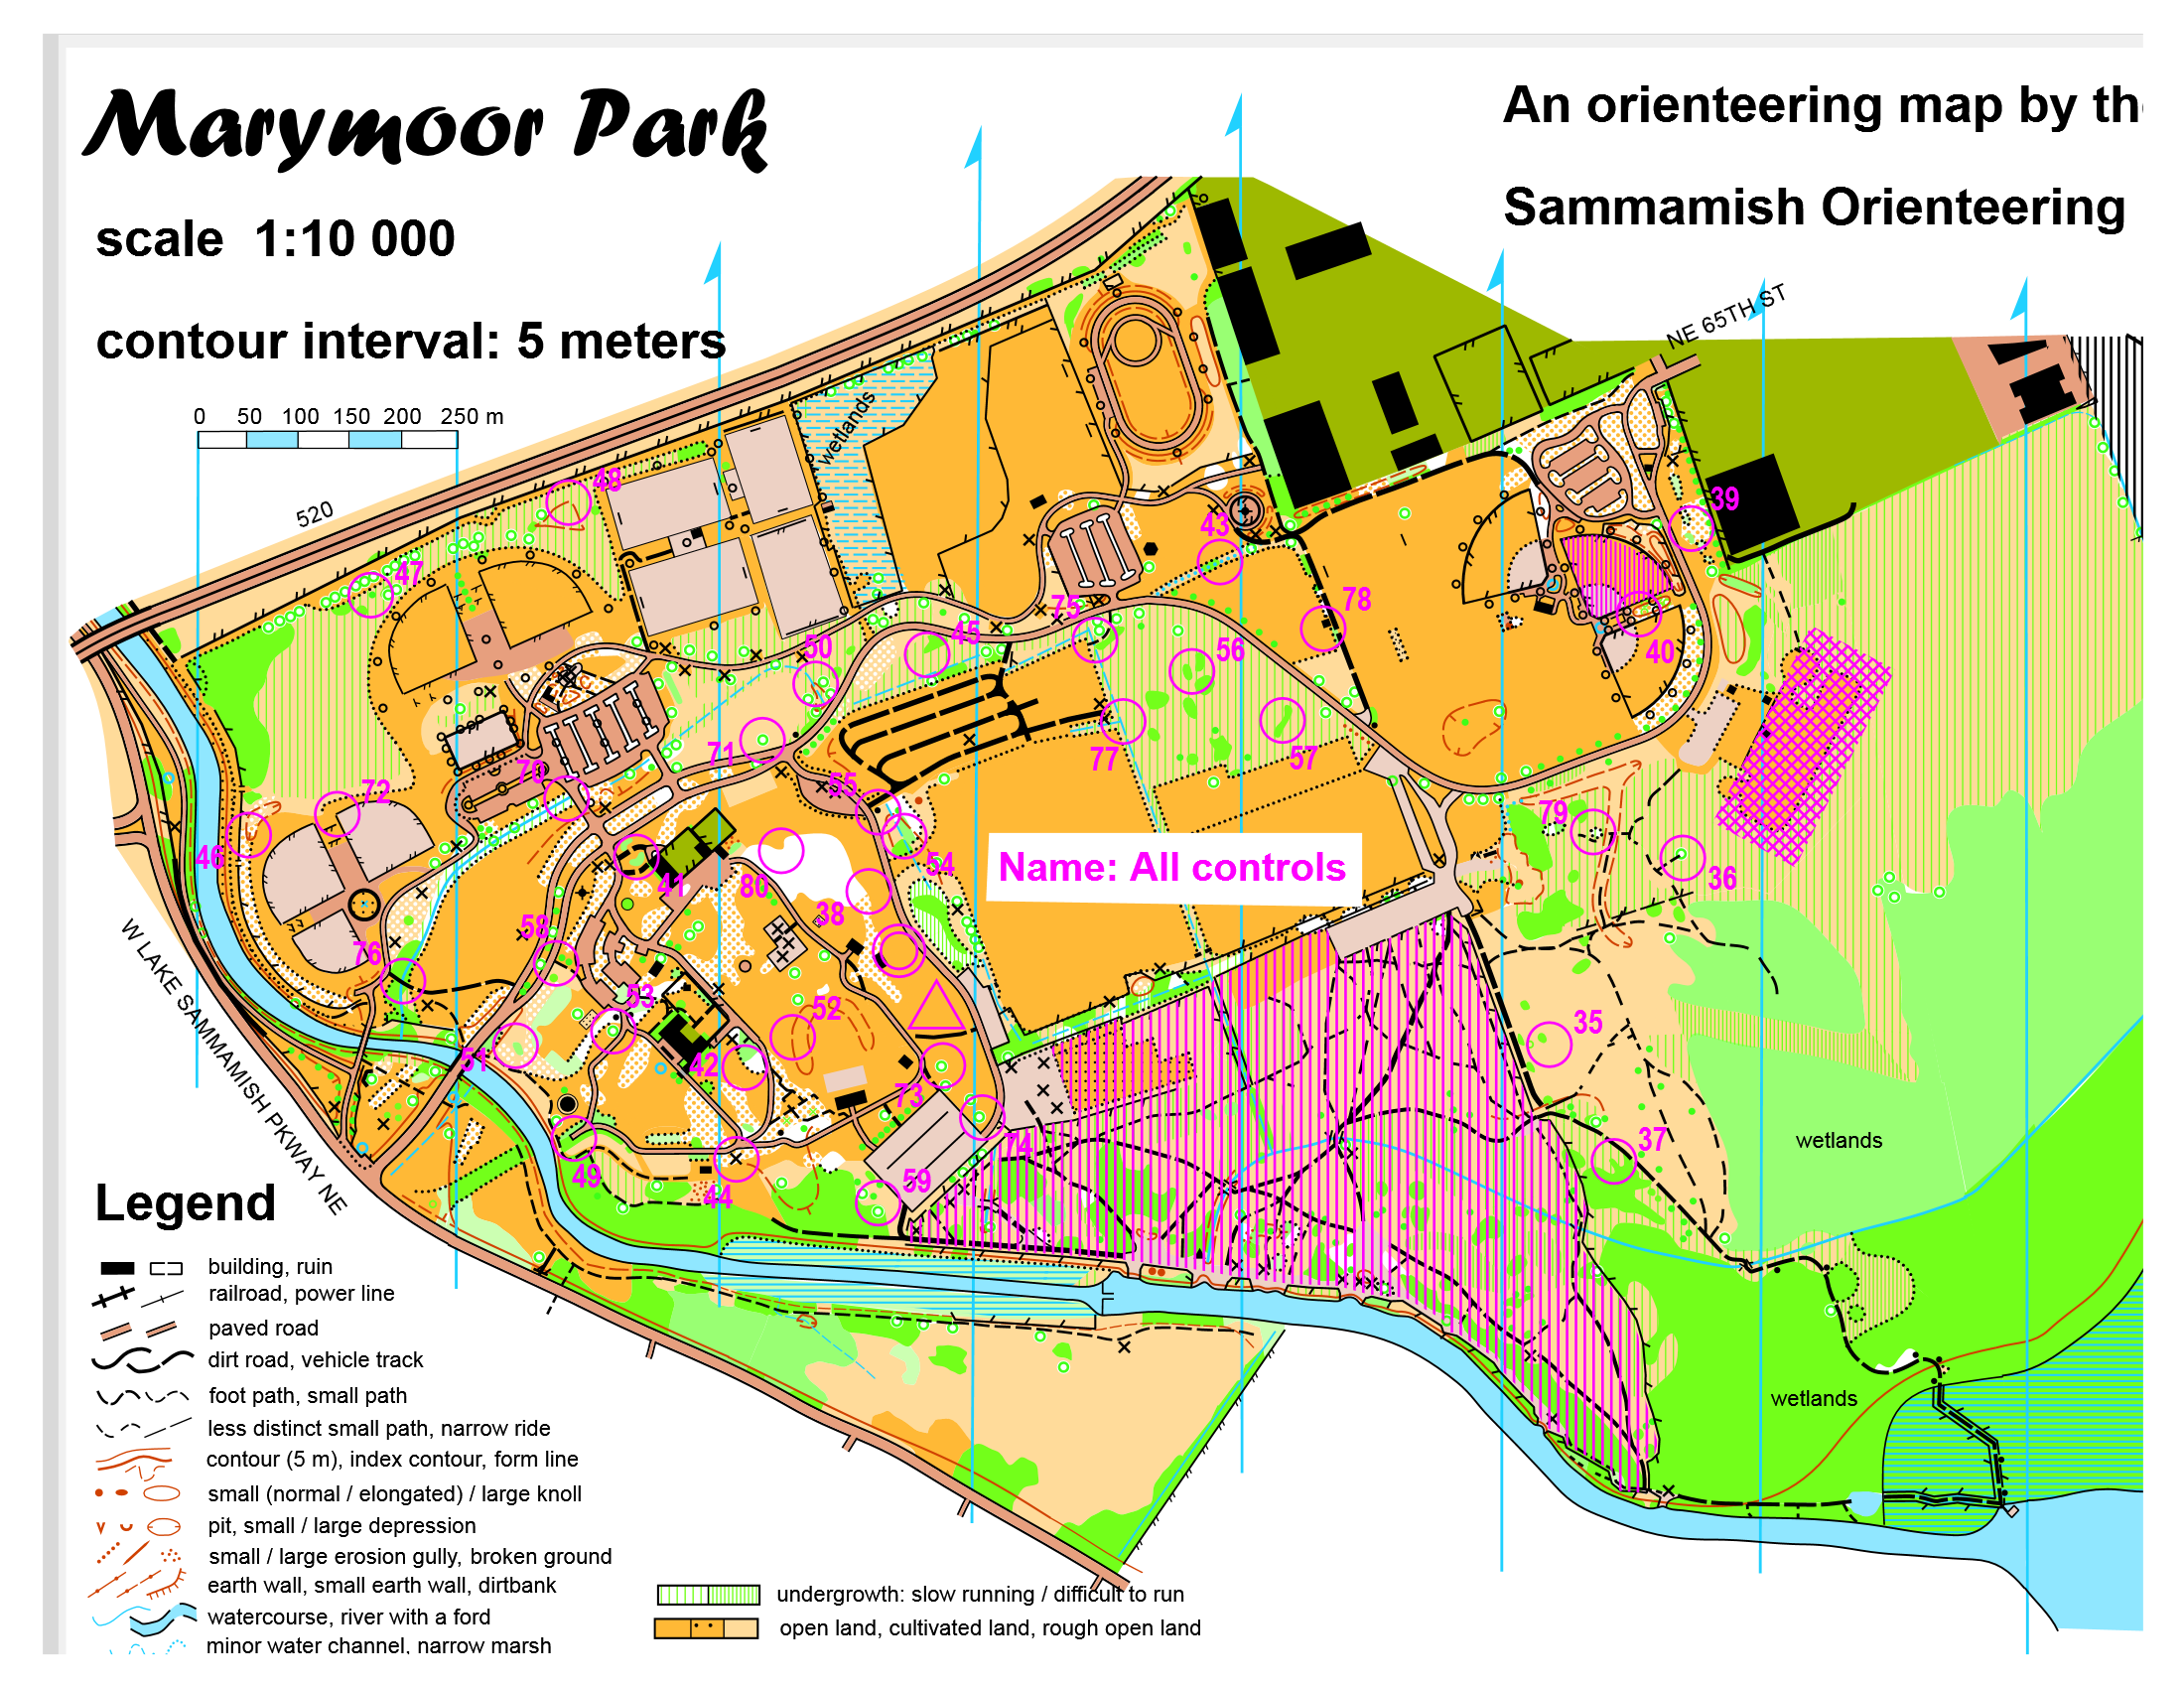 Marymoor Park
An orienteering map by th
scale 1:10 000
Sammamish Orienteering
contour interval: 5 meters
NE 65TH ST
0 50 100 150 200 250 m
wetlands
48
39
520
43
47
78
75
45
50
56
40
71
77
57
70
72
55
79
46
54
Name: All controls
41
80
36
38
58
W LAKE SAMMAMISH PKWAY NE
76
53
52
35
51
42
73
74
37
wetlands
49
44
59
Legend
building, ruin
railroad, power line
paved road
dirt road, vehicle track
foot path, small path
wetlands
less distinct small path, narrow ride
contour (5 m), index contour, form line
small (normal / elongated) / large knoll
pit, small / large depression
small / large erosion gully, broken ground
earth wall, small earth wall, dirtbank
watercourse, river with a ford
minor water channel, narrow marsh
undergrowth: slow running / difficult to run
open land, cultivated land, rough open land